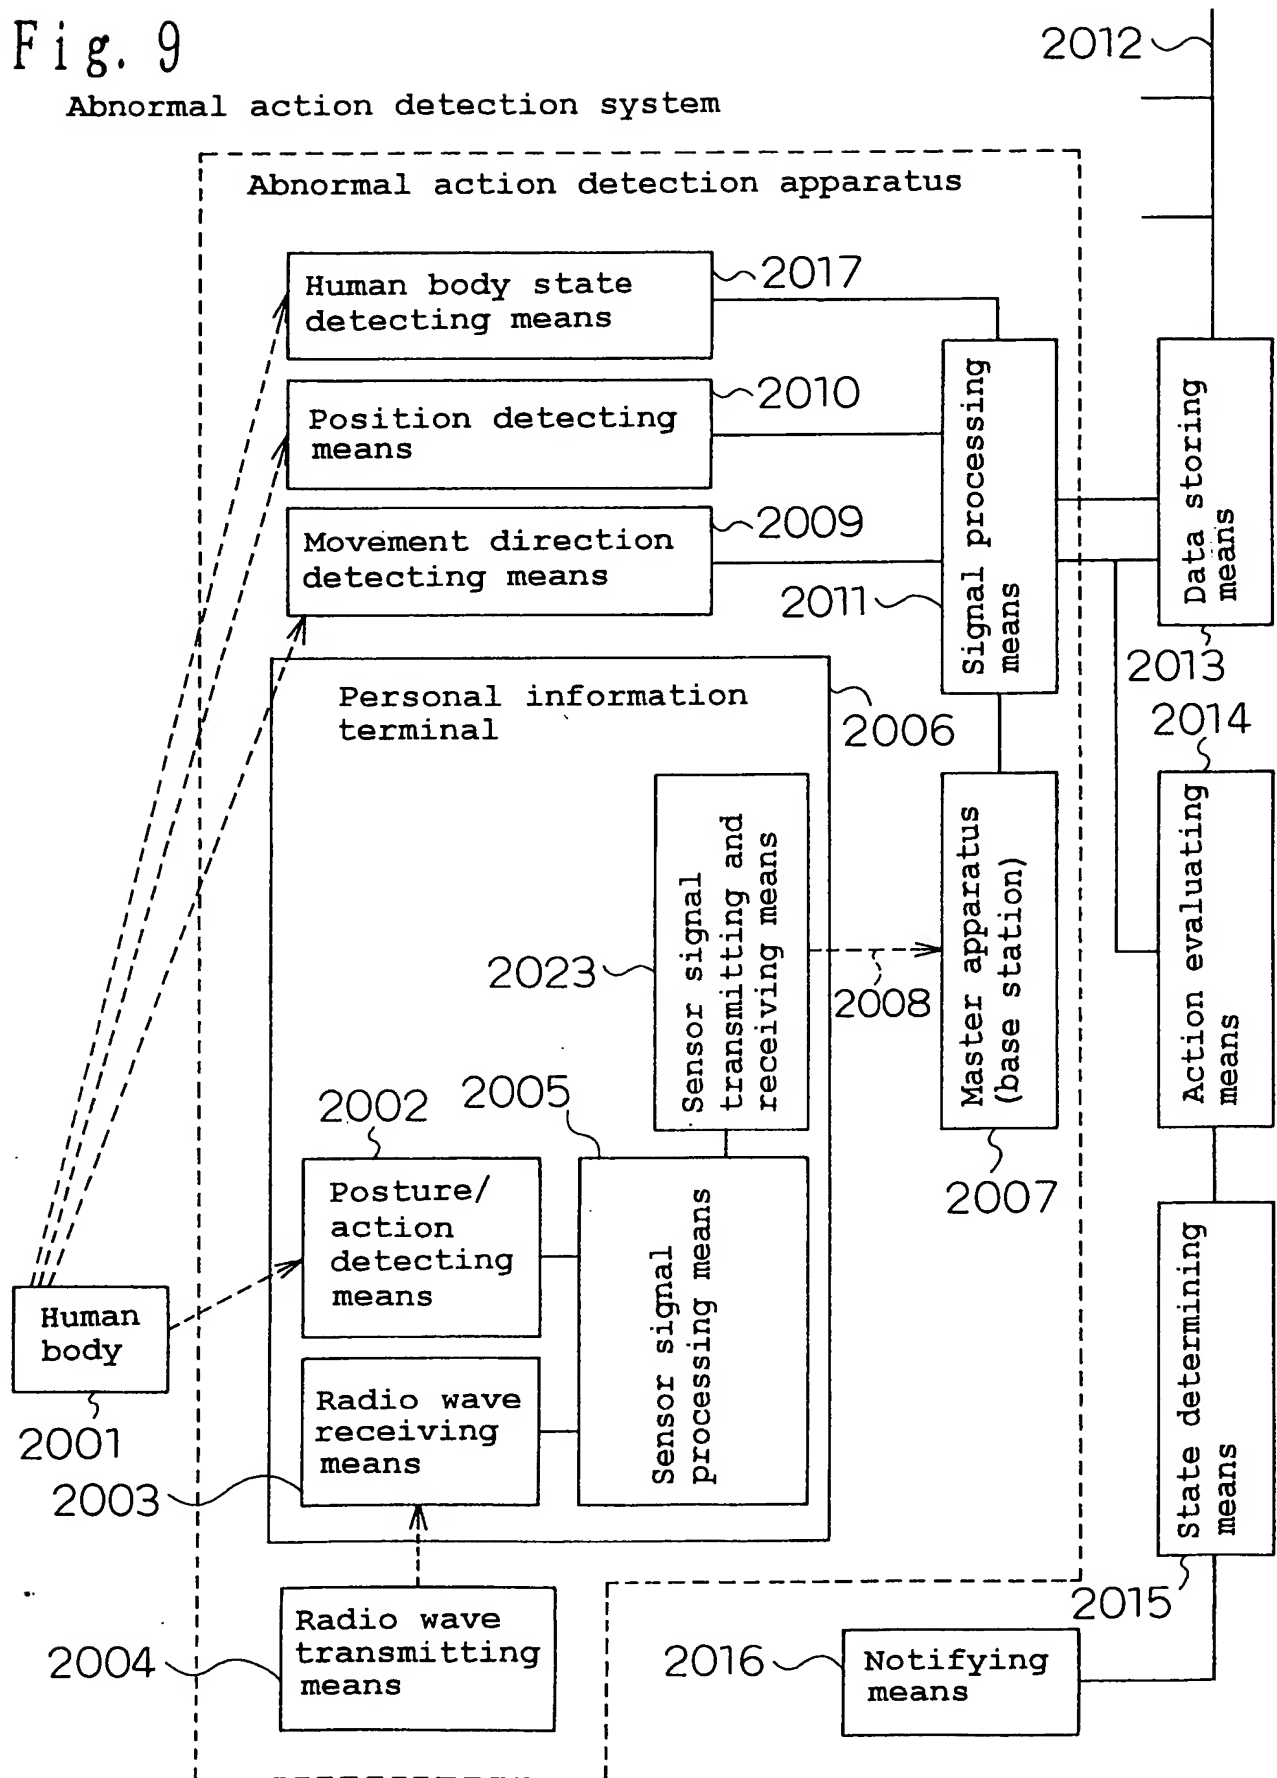 Fig. 9
2012
Abnormal action detection system
Abnormal action detection apparatus
Human body state
detecting means
2017
Position detecting
means
2010
Movement direction
detecting means
2009
Signal processing
means
2011
Data storing
means
2013
Personal information
terminal
2006
2014
Sensor signal
transmitting and
receiving means
2023
2008
Master apparatus
(base station)
2007
Action evaluating
means
2002
2005
Posture/
action
detecting
means
Sensor signal
processing means
Human
body
2001
Radio wave
receiving
means
2003
State determining
means
2015
Radio wave
transmitting
means
2004
2016
Notifying
means